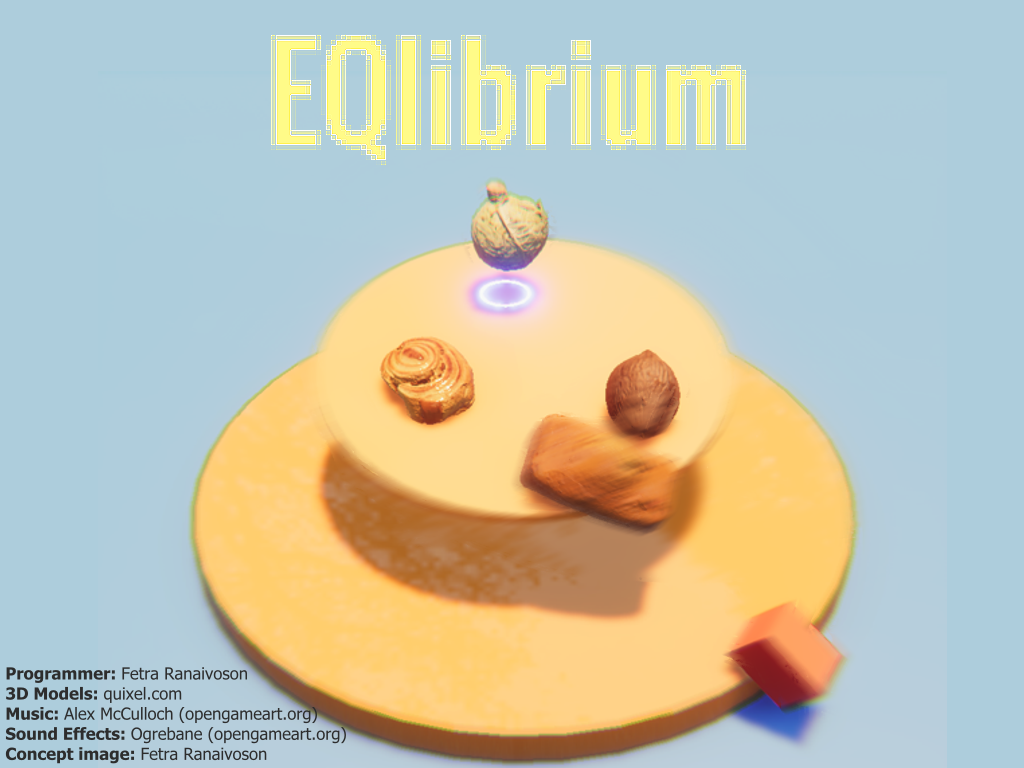 EQlibrium
Programmer: Fetra Ranaivoson
3D Models: quixel.com
Music: Alex McCulloch (opengameart.org)
Sound Effects: Ogrebane (opengameart.org)
Concept image: Fetra Ranaivoson